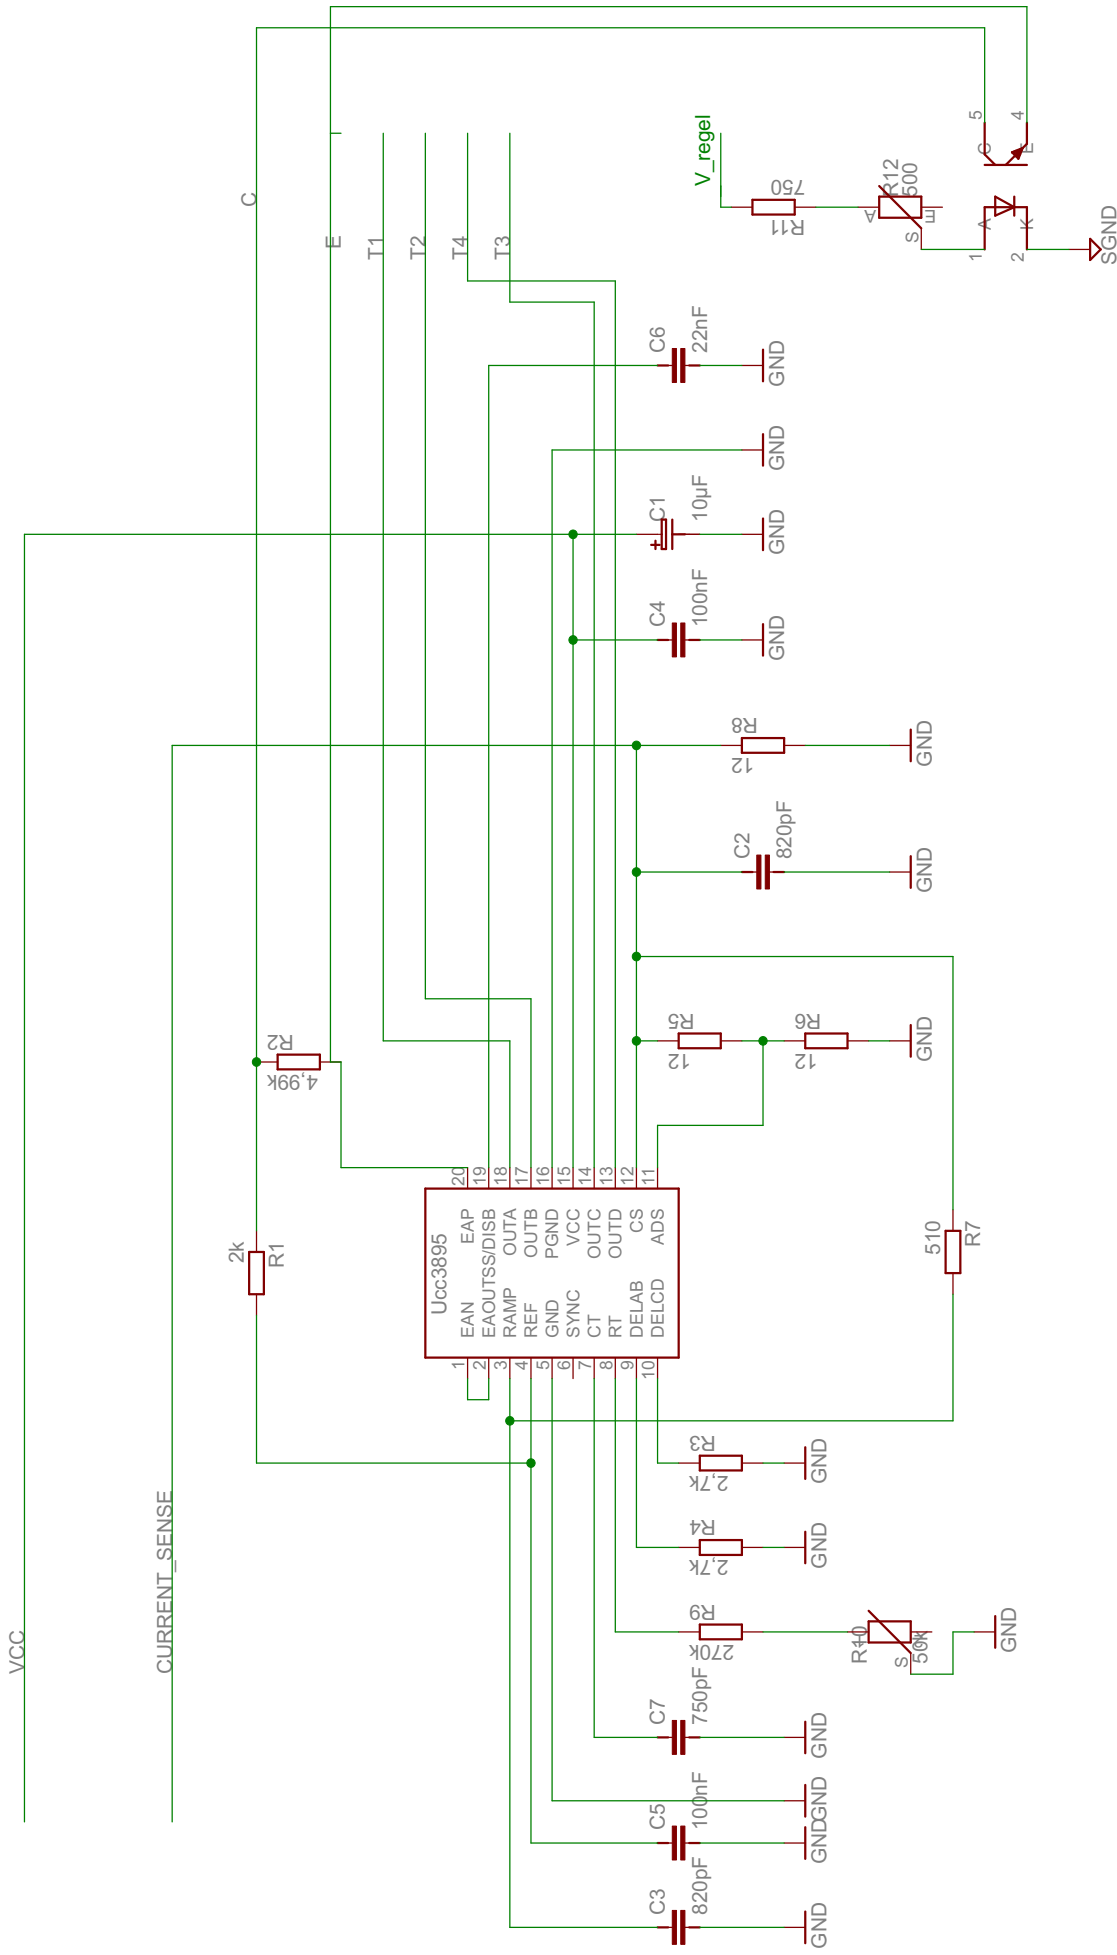 C
E
T1
T2
T4
T3
V_regel
750
R11
R12
500
A
E
S
5
4
C
E
A
K
1
2
SGND
C6
22nF
GND
GND
C1
10µF
+
GND
C4
100nF
GND
R8
12
GND
C2
820pF
GND
R5
12
R6
12
GND
R2
4,99k
2k
R1
510
R7
Ucc3895
20
19
18
17
16
15
14
13
12
11
EAP
SS/DISB
OUTA
OUTB
PGND
VCC
OUTC
OUTD
CS
ADS
EAN
EAOUT
RAMP
REF
GND
SYNC
CT
RT
DELAB
DELCD
1
2
3
4
5
6
7
8
9
10
R3
2,7k
GND
R4
2,7k
GND
R9
270k
R10
50k
S
GND
C7
750pF
GND
GND
C5
100nF
GND
C3
820pF
GND
VCC
CURRENT_SENSE